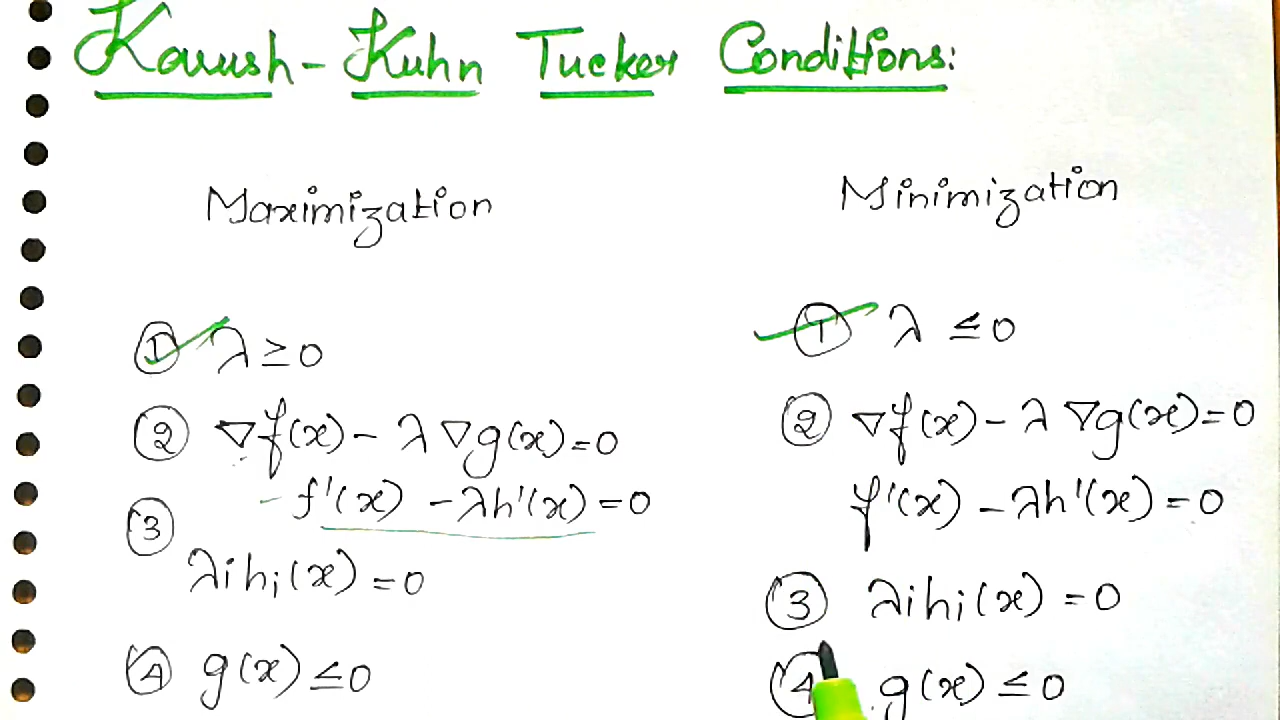 Karush-Kuhn Tucker Conditions:
Maximization
① λ ≥ 0
② ∇f(x) - λ∇g(x) = 0
- f'(x) - λh'(x) = 0
③
λihi(x) = 0
④ g(x) ≤ 0
Minimization
① λ ≤ 0
② ∇f(x) - λ∇g(x) = 0
f'(x) - λh'(x) = 0
③ λihi(x) = 0
④ g(x) ≤ 0